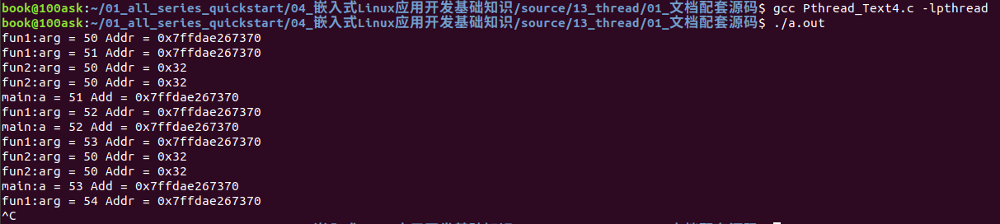 book@100ask:~/01_all_series_quickstart/04_嵌入式Linux应用开发基础知识/source/13_thread/01_文档配套源码$ gcc Pthread_Text4.c -lpthread
book@100ask:~/01_all_series_quickstart/04_嵌入式Linux应用开发基础知识/source/13_thread/01_文档配套源码$ ./a.out
fun1:arg = 50 Addr = 0x7ffdae267370
fun1:arg = 51 Addr = 0x7ffdae267370
fun2:arg = 50 Addr = 0x32
fun2:arg = 50 Addr = 0x32
main:a = 51 Add = 0x7ffdae267370
fun1:arg = 52 Addr = 0x7ffdae267370
main:a = 52 Add = 0x7ffdae267370
fun1:arg = 53 Addr = 0x7ffdae267370
fun2:arg = 50 Addr = 0x32
fun2:arg = 50 Addr = 0x32
main:a = 53 Add = 0x7ffdae267370
fun1:arg = 54 Addr = 0x7ffdae267370
^C